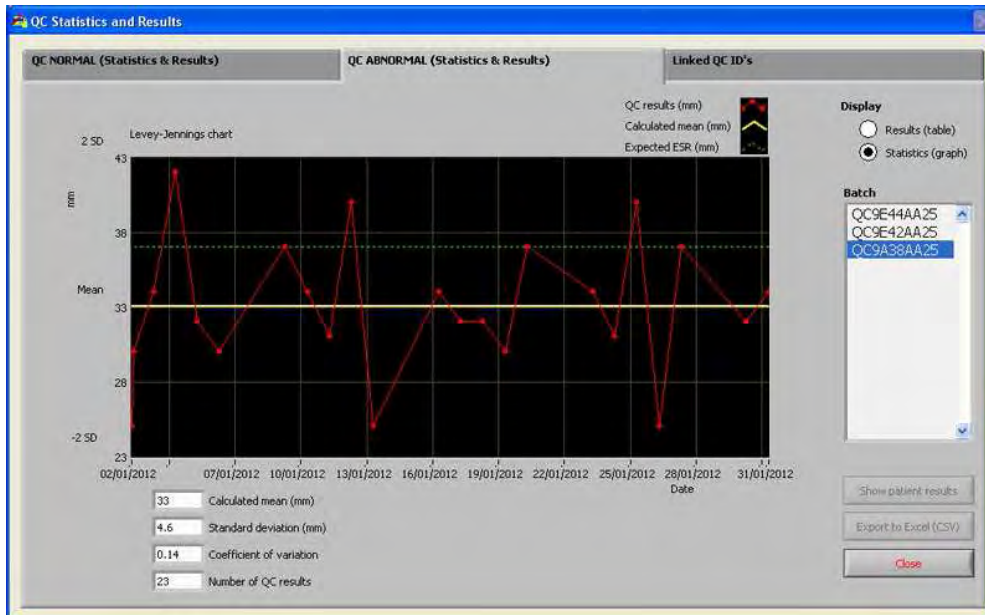 QC Statistics and Results
QC NORMAL (Statistics & Results)
QC ABNORMAL (Statistics & Results)
Linked QC ID's
QC results (mm)
Calculated mean (mm)
Expected ESR (mm)
Levey-Jennings chart
2 SD
43
mm
38
Mean
33
28
-2 SD
23
02/01/2012 07/01/2012 10/01/2012 13/01/2012 16/01/2012 19/01/2012 22/01/2012 25/01/2012 28/01/2012 31/01/2012
Date
33 Calculated mean (mm)
4.6 Standard deviation (mm)
0.14 Coefficient of variation
23 Number of QC results
Display
Results (table)
Statistics (graph)
Batch
QC9E44AA25
QC9E42AA25
QC9A38AA25
Show patient results
Export to Excel (CSV)
Close